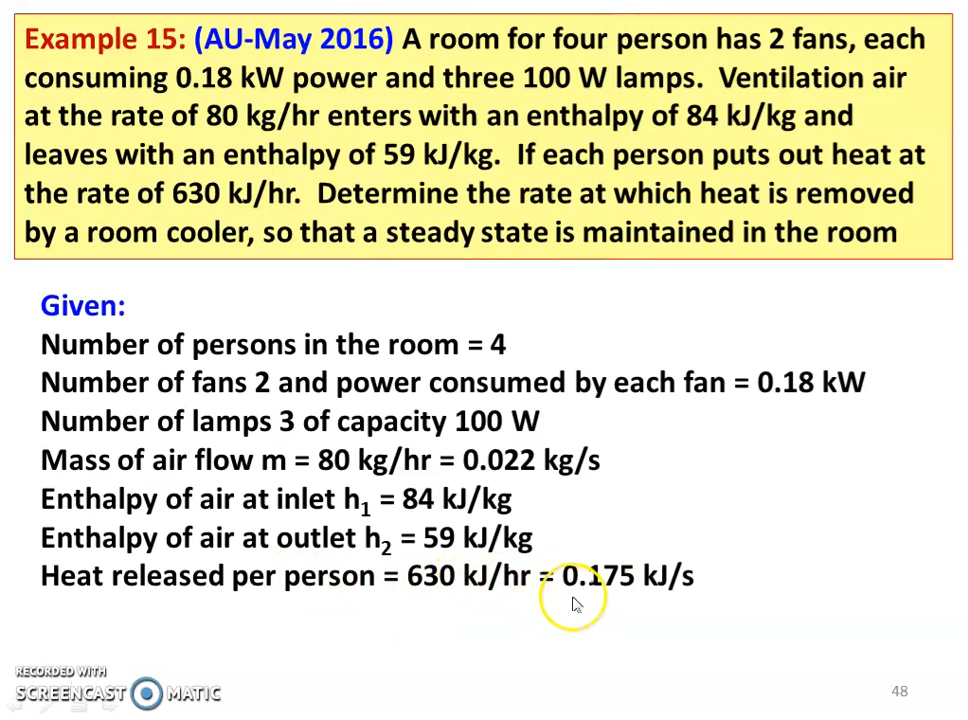 Example 15: (AU-May 2016) A room for four person has 2 fans, each
consuming 0.18 kW power and three 100 W lamps. Ventilation air
at the rate of 80 kg/hr enters with an enthalpy of 84 kJ/kg and
leaves with an enthalpy of 59 kJ/kg. If each person puts out heat at
the rate of 630 kJ/hr. Determine the rate at which heat is removed
by a room cooler, so that a steady state is maintained in the room
Given:
Number of persons in the room = 4
Number of fans 2 and power consumed by each fan = 0.18 kW
Number of lamps 3 of capacity 100 W
Mass of air flow m = 80 kg/hr = 0.022 kg/s
Enthalpy of air at inlet h₁ = 84 kJ/kg
Enthalpy of air at outlet h₂ = 59 kJ/kg
Heat released per person = 630 kJ/hr = 0.175 kJ/s
RECORDED WITH
SCREENCAST MATIC
48